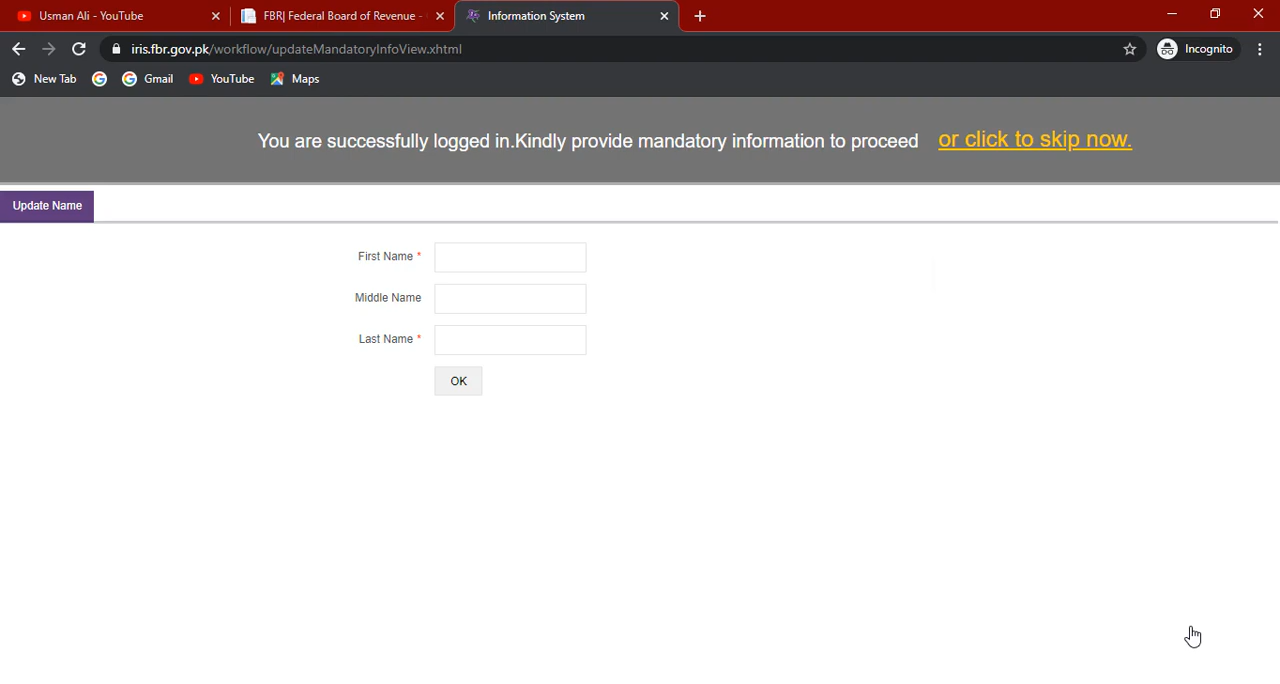 Usman Ali - YouTube
FBR| Federal Board of Revenue -
Information System
iris.fbr.gov.pk/workflow/updateMandatoryInfoView.xhtml
Incognito
New Tab
Gmail
YouTube
Maps
You are successfully logged in.Kindly provide mandatory information to proceed or click to skip now.
Update Name
First Name *
Middle Name
Last Name *
OK